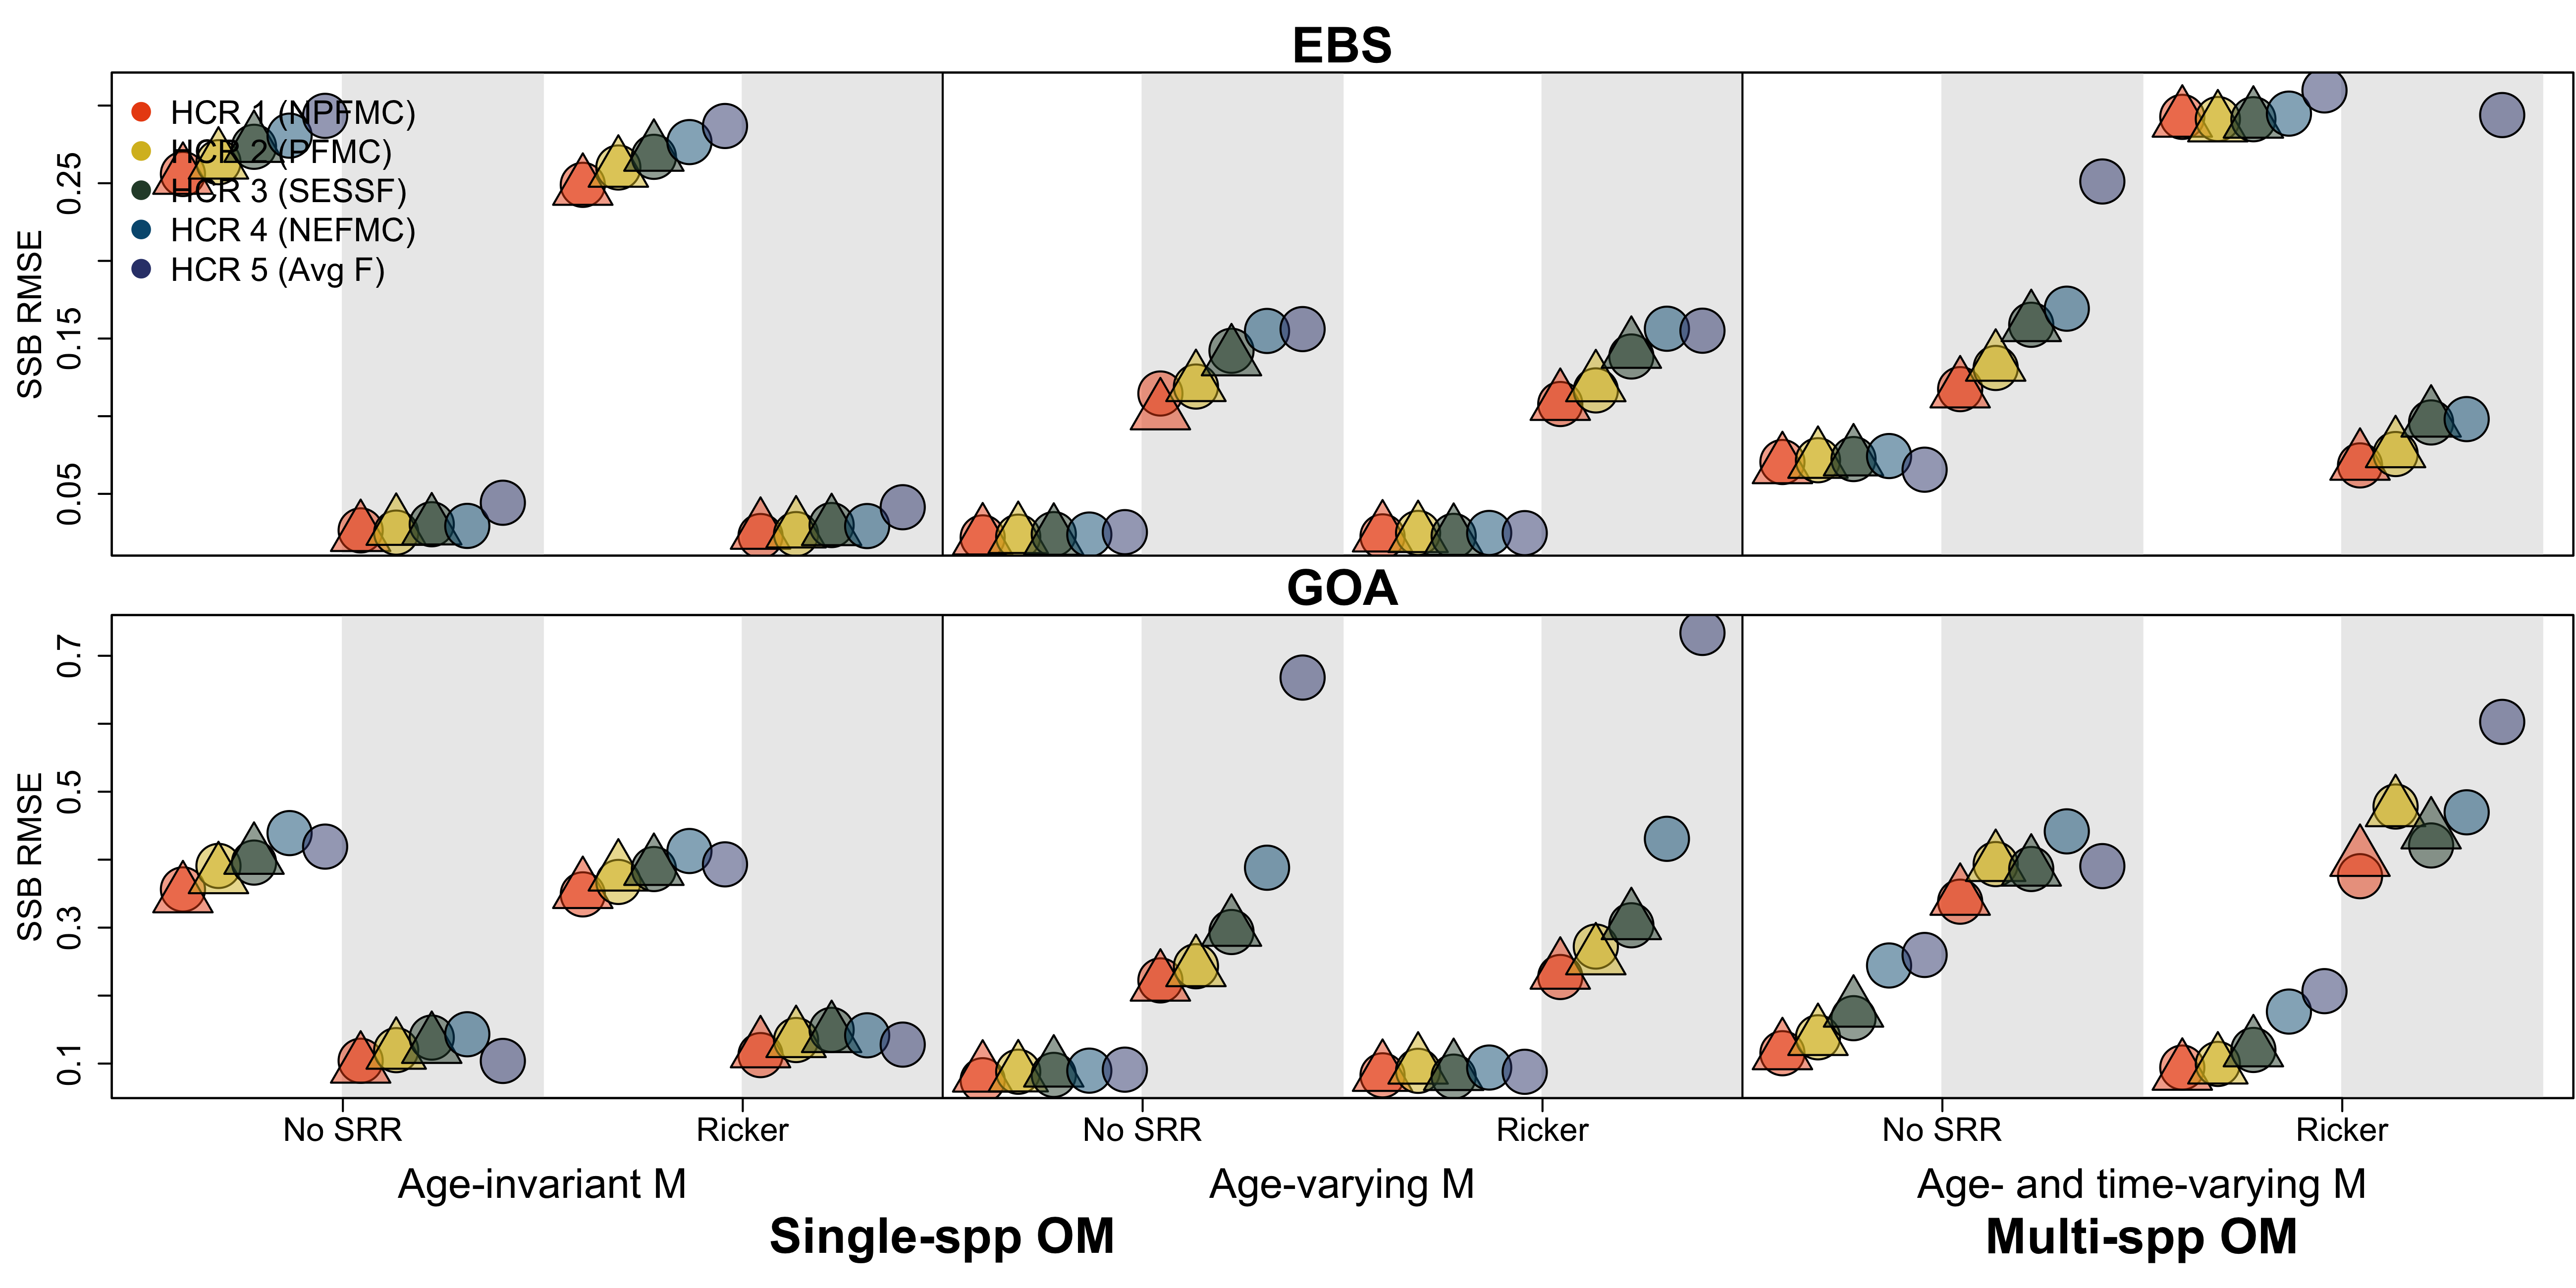 EBS
HCR 1 (NPFMC)
HCR 2 (PFMC)
HCR 3 (SESSF)
HCR 4 (NEFMC)
HCR 5 (Avg F)
SSB RMSE
0.25
0.15
0.05
GOA
SSB RMSE
0.7
0.5
0.3
0.1
No SRR Ricker No SRR Ricker No SRR Ricker
Age-invariant M Age-varying M Age- and time-varying M
Single-spp OM Multi-spp OM